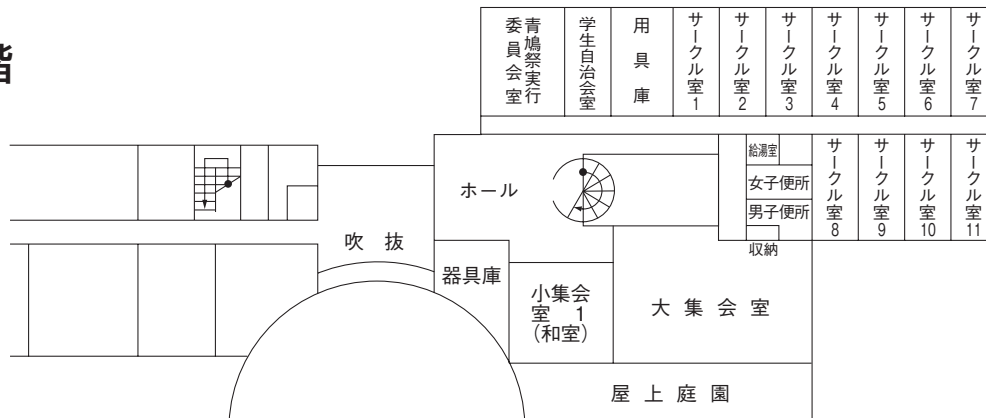 階
青鳩祭実行
委員会室
学生自治会室
用具庫
サークル室1
サークル室2
サークル室3
サークル室4
サークル室5
サークル室6
サークル室7
ホール
給湯室
女子便所
男子便所
収納
サークル室8
サークル室9
サークル室10
サークル室11
吹抜
器具庫
小集会
室 1
(和室)
大集会室
屋上庭園